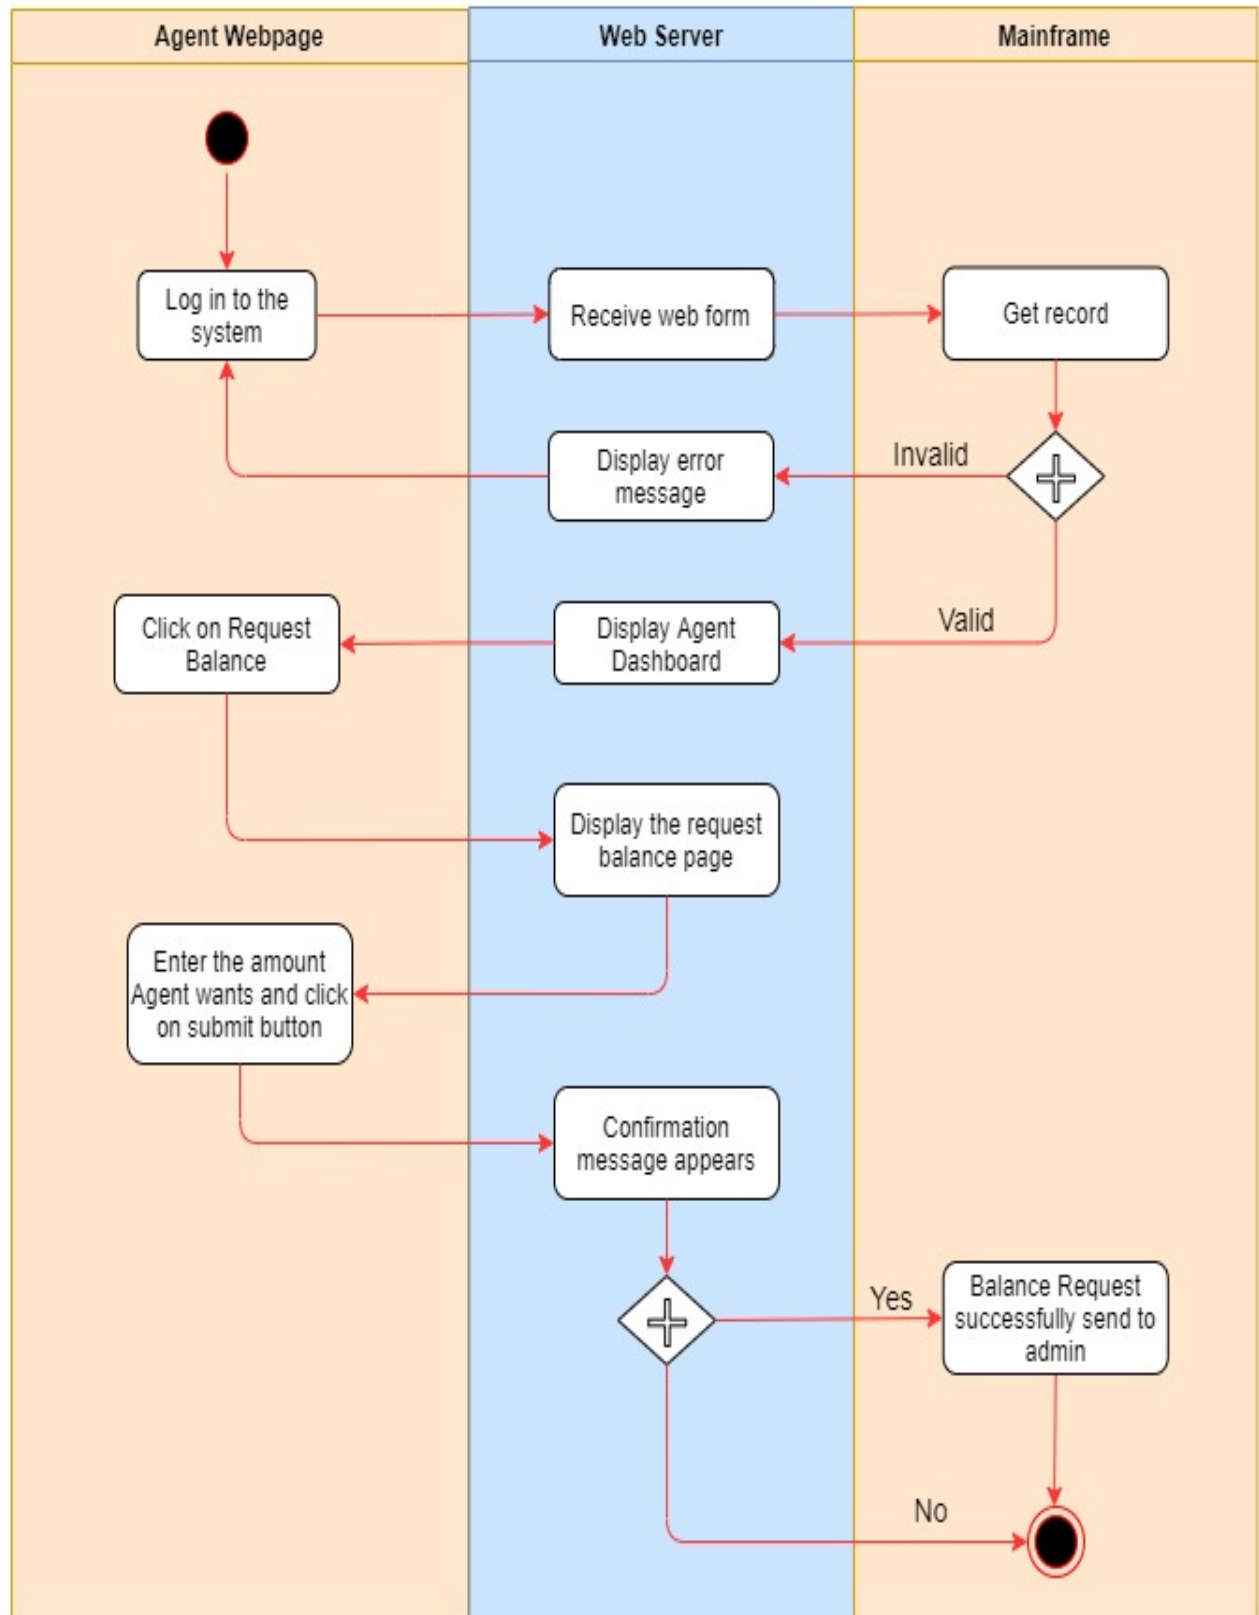 Agent Webpage
Web Server
Mainframe
Log in to the
system
Receive web form
Get record
Display error
message
Invalid
Click on Request
Balance
Display Agent
Dashboard
Valid
Display the request
balance page
Enter the amount
Agent wants and click
on submit button
Confirmation
message appears
Yes
Balance Request
successfully send to
admin
No